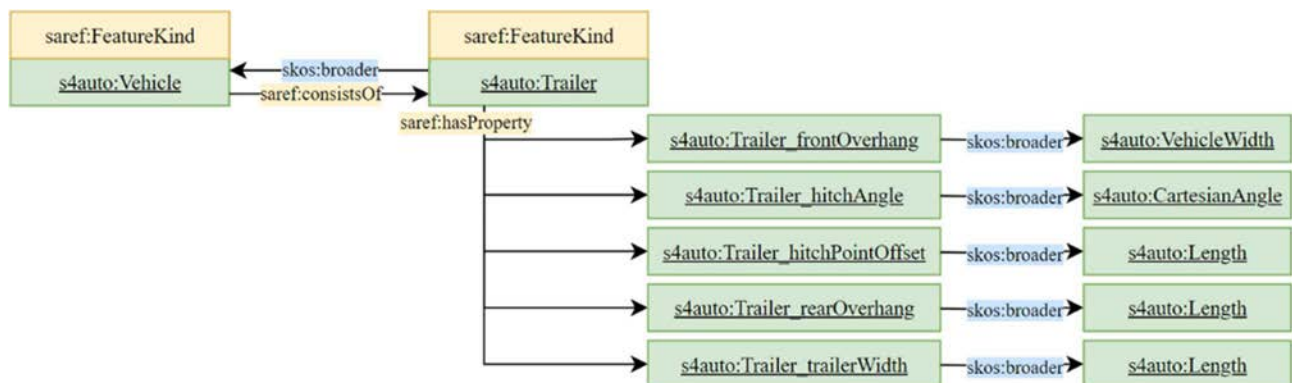 saref:FeatureKind
saref:FeatureKind
s4auto:Vehicle
skos:broader
s4auto:Trailer
saref:consistsOf
saref:hasProperty
s4auto:Trailer_frontOverhang
skos:broader
s4auto:VehicleWidth
s4auto:Trailer_hitchAngle
skos:broader
s4auto:CartesianAngle
s4auto:Trailer_hitchPointOffset
skos:broader
s4auto:Length
s4auto:Trailer_rearOverhang
skos:broader
s4auto:Length
s4auto:Trailer_trailerWidth
skos:broader
s4auto:Length